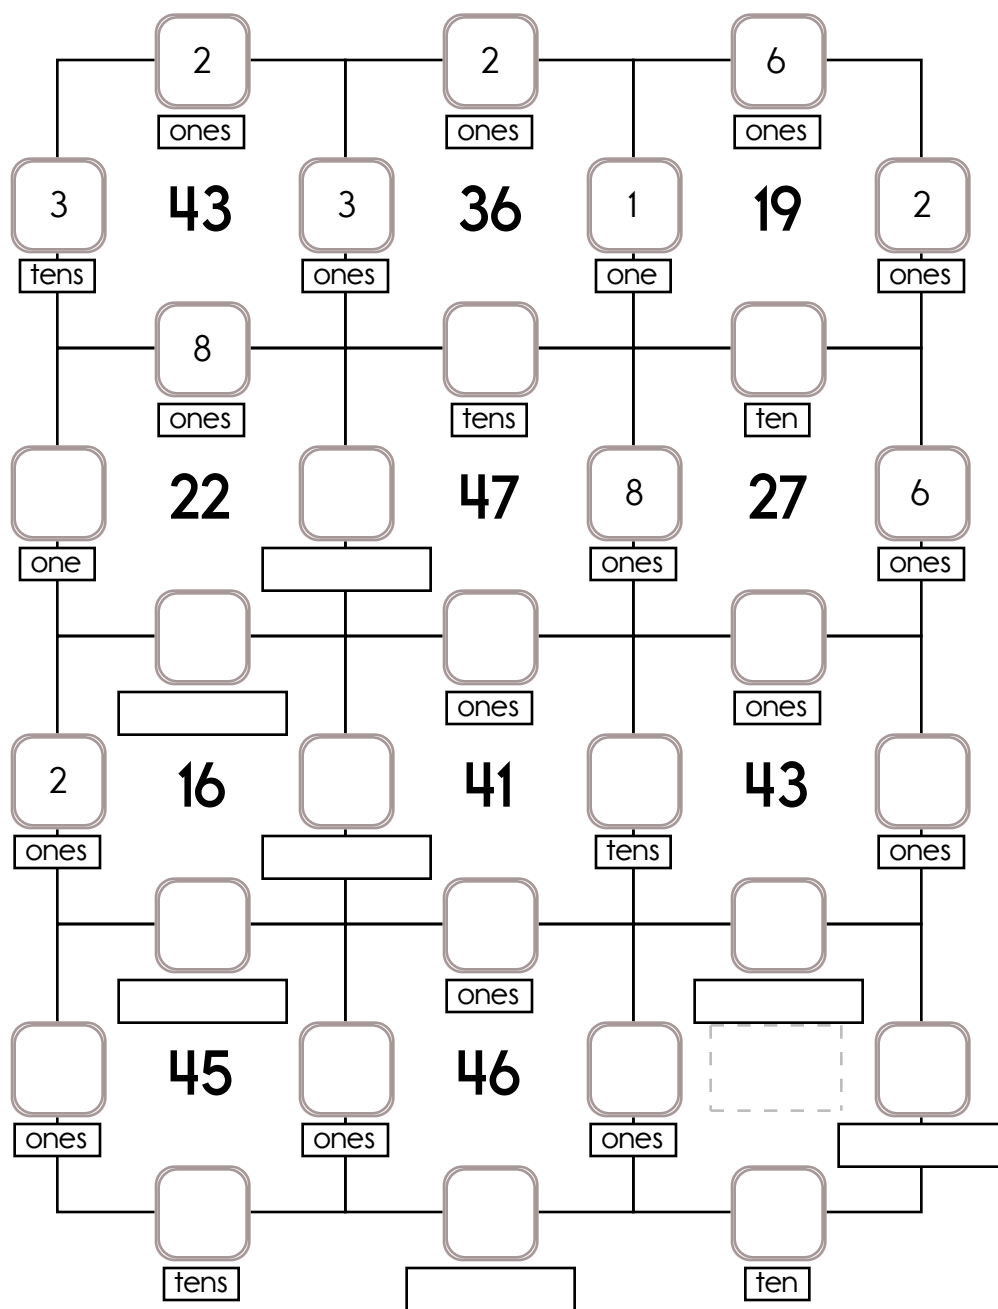 2 2 6
ones ones ones
3 43 3 36 1 19 2
tens ones one ones
8
ones tens ten
22 47 8 27 6
one ones ones
ones ones
2 16 41 43
ones tens ones
ones
45 46
ones ones ones
tens ten